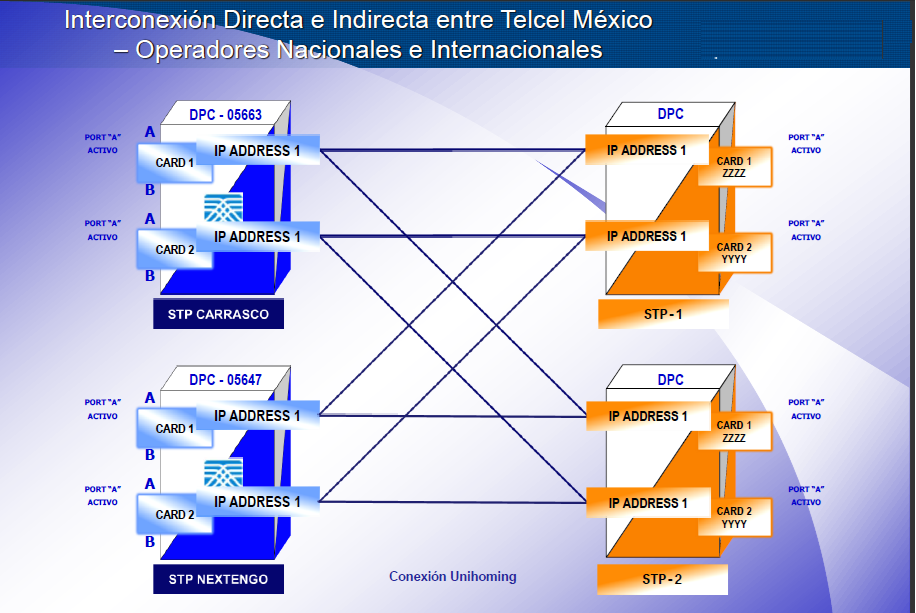 Interconexión Directa e Indirecta entre Telcel México
– Operadores Nacionales e Internacionales
DPC - 05663
PORT “A”
ACTIVO
A
CARD 1
IP ADDRESS 1
B
PORT “A”
ACTIVO
A
CARD 2
IP ADDRESS 1
B
STP CARRASCO
DPC
IP ADDRESS 1
CARD 1
ZZZZ
PORT “A”
ACTIVO
IP ADDRESS 1
CARD 2
YYYY
PORT “A”
ACTIVO
STP - 1
DPC - 05647
PORT “A”
ACTIVO
A
CARD 1
IP ADDRESS 1
B
PORT “A”
ACTIVO
A
CARD 2
IP ADDRESS 1
B
STP NEXTENGO
DPC
IP ADDRESS 1
CARD 1
ZZZZ
PORT “A”
ACTIVO
IP ADDRESS 1
CARD 2
YYYY
PORT “A”
ACTIVO
STP - 2
Conexión Unihoming